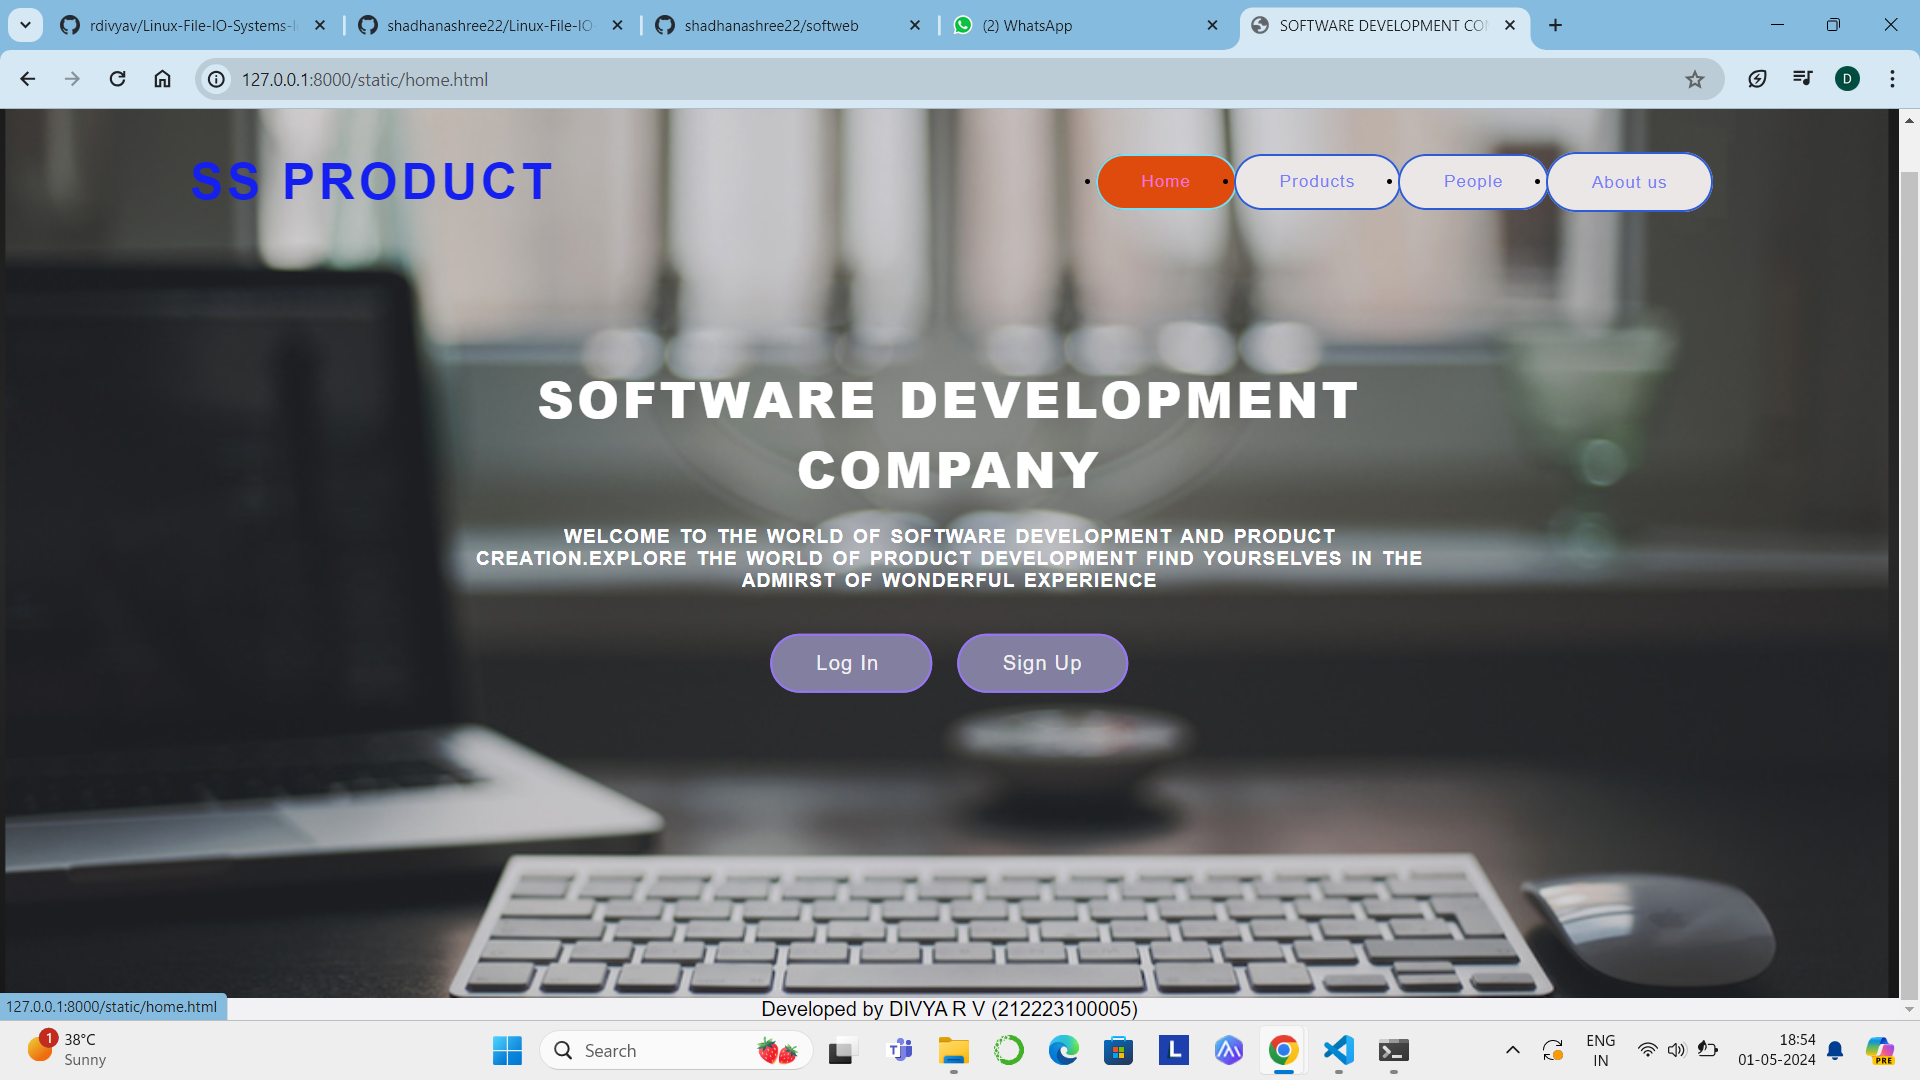 rdivyav/Linux-File-IO-Systems-l
shadhanashree22/Linux-File-IO-
shadhanashree22/softweb
(2) WhatsApp
SOFTWARE DEVELOPMENT CO
127.0.0.1:8000/static/home.html
D
SS PRODUCT
Home
Products
People
About us
SOFTWARE DEVELOPMENT
COMPANY
WELCOME TO THE WORLD OF SOFTWARE DEVELOPMENT AND PRODUCT
CREATION.EXPLORE THE WORLD OF PRODUCT DEVELOPMENT FIND YOURSELVES IN THE
ADMIRST OF WONDERFUL EXPERIENCE
Log In
Sign Up
127.0.0.1:8000/static/home.html
Developed by DIVYA R V (212223100005)
1
38°C
Sunny
Search
L
ENG
IN
18:54
01-05-2024
PRE